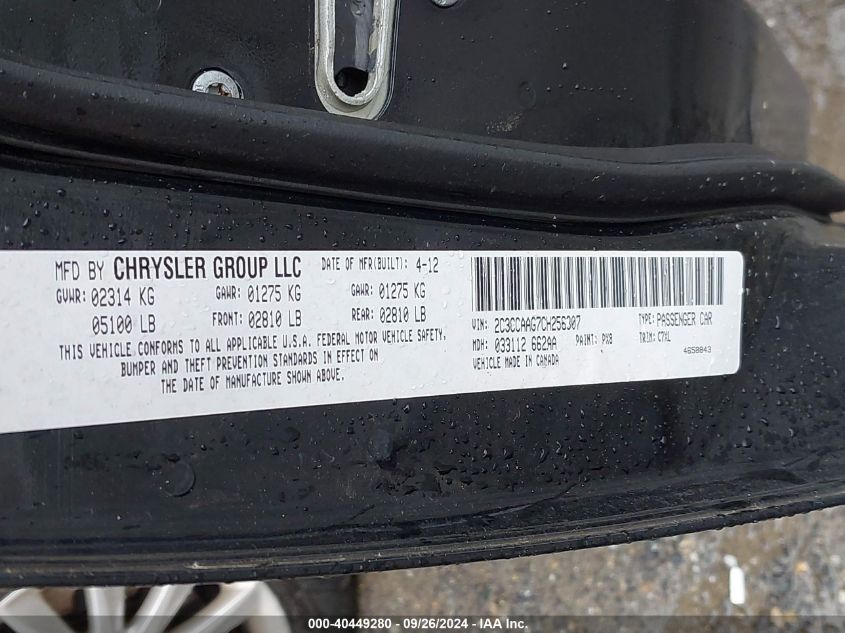 MFD BY CHRYSLER GROUP LLC DATE OF MFR(BUILT): 4-12
GVWR: 02314 KG GAWR: 01275 KG GAWR: 01275 KG
05100 LB FRONT: 02810 LB REAR: 02810 LB
THIS VEHICLE CONFORMS TO ALL APPLICABLE U.S.A. FEDERAL MOTOR VEHICLE SAFETY,
BUMPER AND THEFT PREVENTION STANDARDS IN EFFECT ON
THE DATE OF MANUFACTURE SHOWN ABOVE.
VIN: 2C3CCAAG7CH256307 TYPE: PASSENGER CAR
MDH: 033112 662AA PAINT: PX8 TRIM: C7XL
VEHICLE MADE IN CANADA 4650843
000-40449280 - 09/26/2024 - IAA Inc.